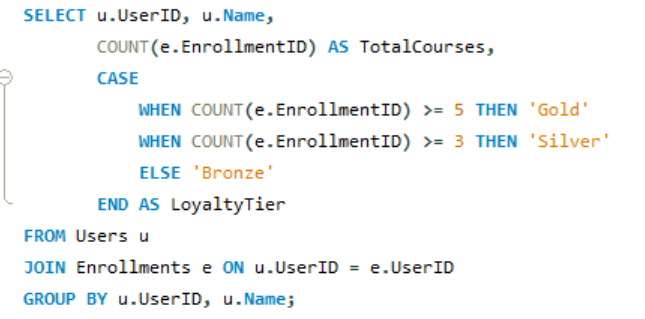 SELECT u.UserID, u.Name,
COUNT(e.EnrollmentID) AS TotalCourses,
CASE
WHEN COUNT(e.EnrollmentID) >= 5 THEN 'Gold'
WHEN COUNT(e.EnrollmentID) >= 3 THEN 'Silver'
ELSE 'Bronze'
END AS LoyaltyTier
FROM Users u
JOIN Enrollments e ON u.UserID = e.UserID
GROUP BY u.UserID, u.Name;